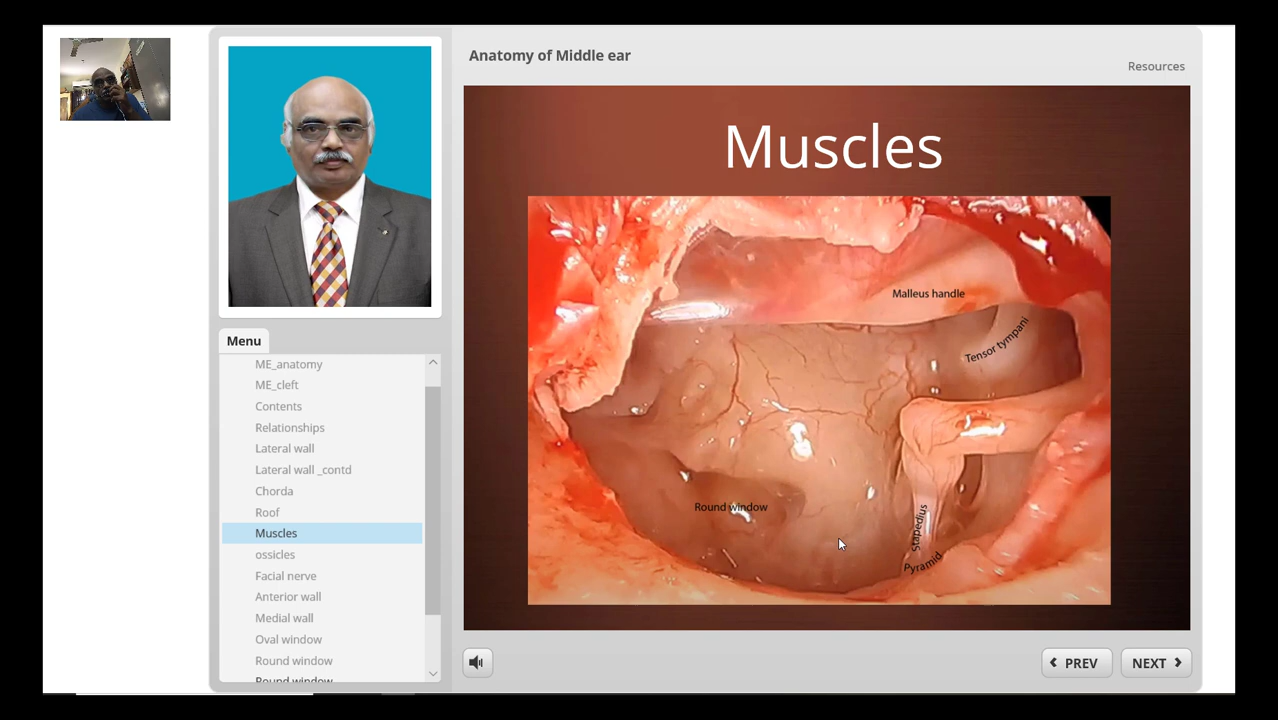 Anatomy of Middle ear
Resources
Muscles
Malleus handle
Tensor tympani
Round window
Stapedius
Pyramid
Menu
ME_anatomy
ME_cleft
Contents
Relationships
Lateral wall
Lateral wall _contd
Chorda
Roof
Muscles
ossicles
Facial nerve
Anterior wall
Medial wall
Oval window
Round window
Round window
PREV
NEXT